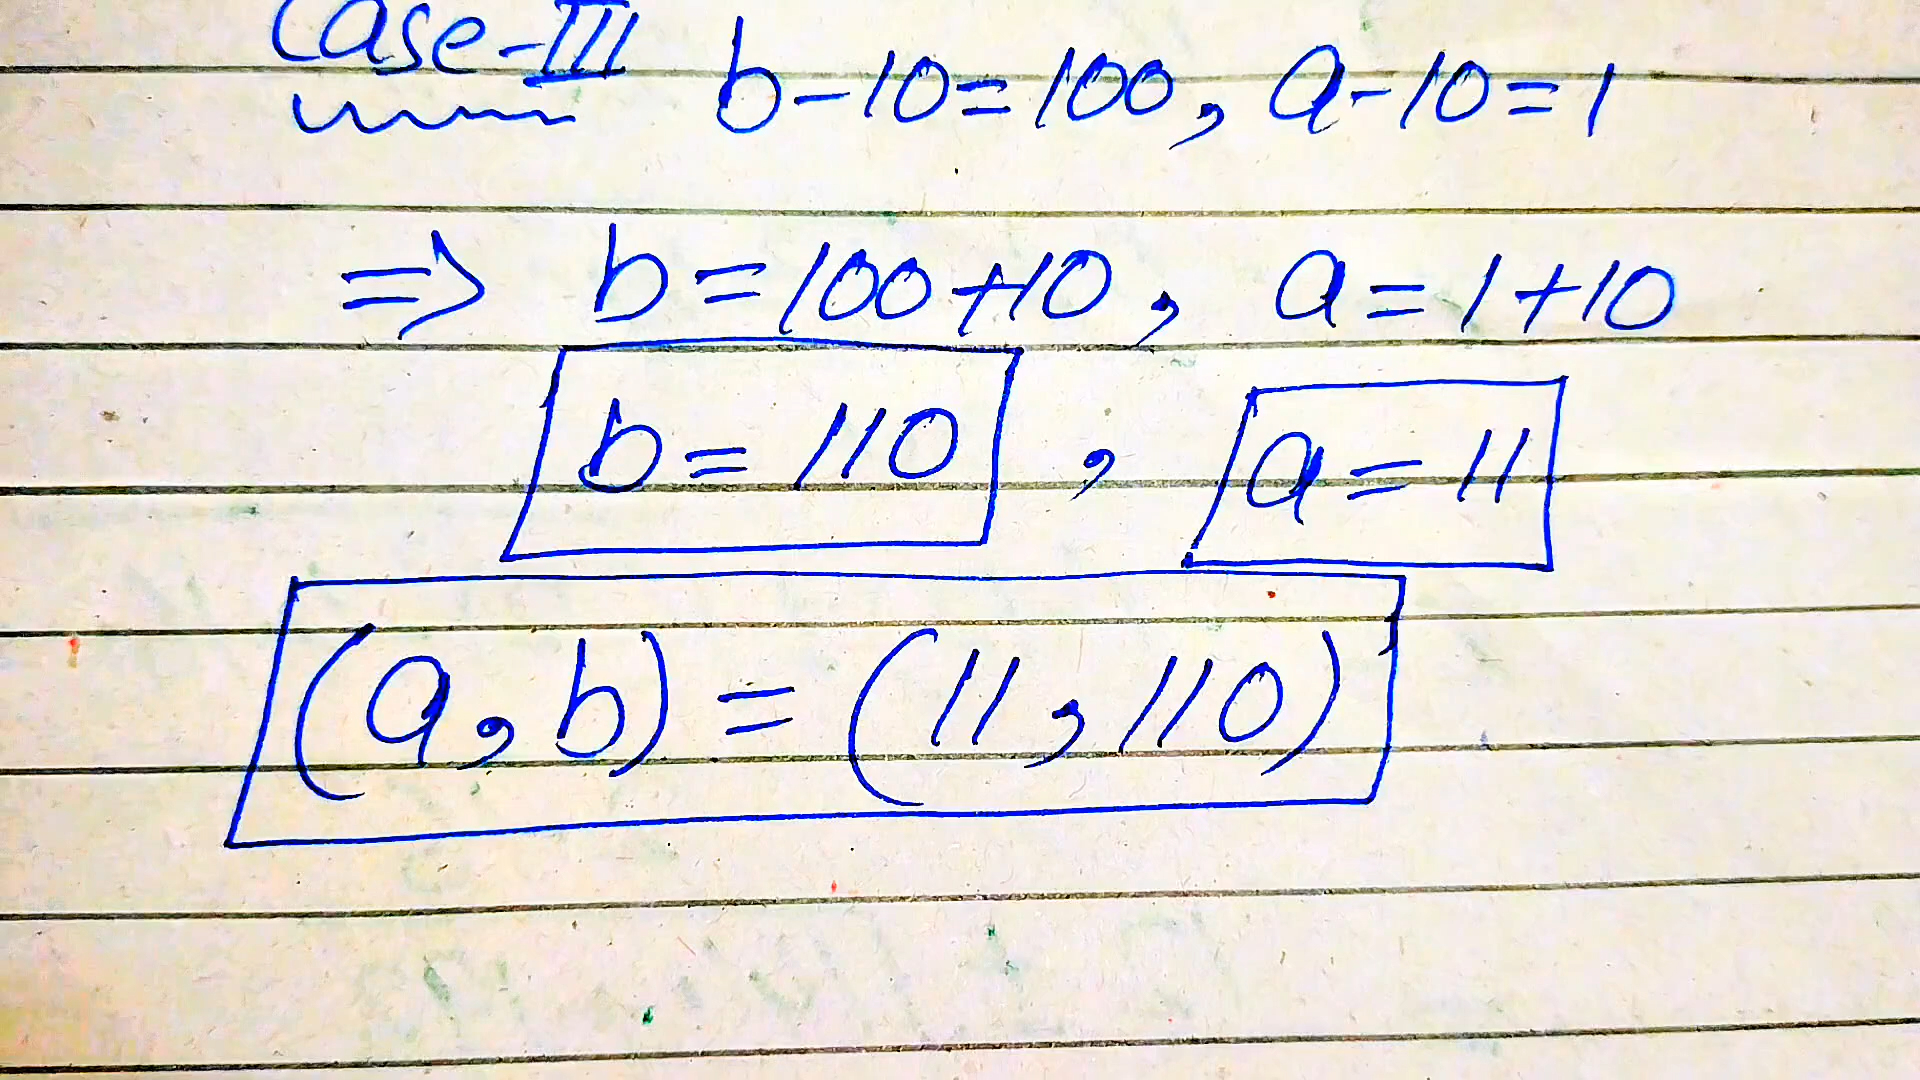 Case-III b-10=100, a-10=1
=> b=100+10, a=1+10
b=110, a=11
(a,b)=(11,110)